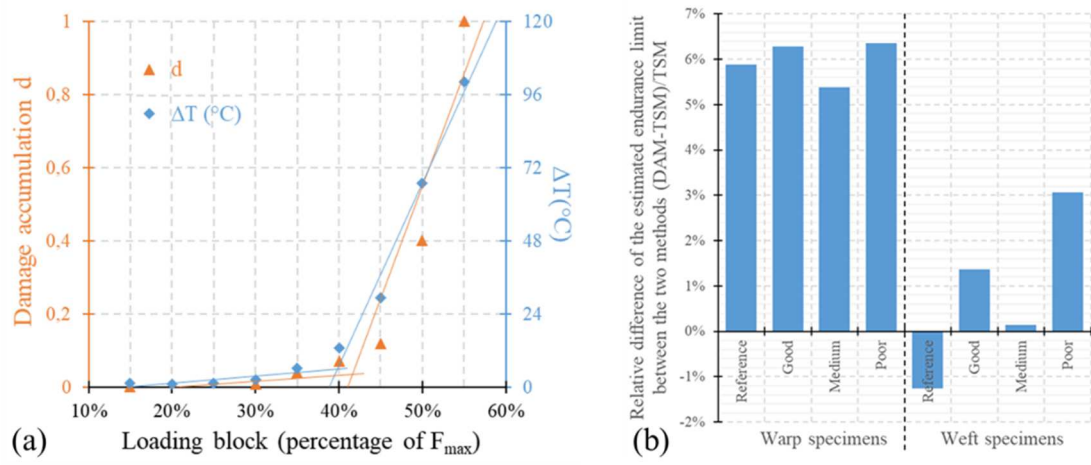 1
0.8
0.6
0.4
0.2
0
Damage accumulation d
d
ΔT (°C)
120
96
72
48
24
0
ΔT(°C)
10% 20% 30% 40% 50% 60%
(a) Loading block (percentage of Fmax)
Relative difference of the estimated endurance limit
between the two methods (DAM-TSM)/TSM
7%
6%
5%
4%
3%
2%
1%
0%
-1%
-2%
Reference Good Medium Poor Reference Good Medium Poor
(b) Warp specimens Weft specimens